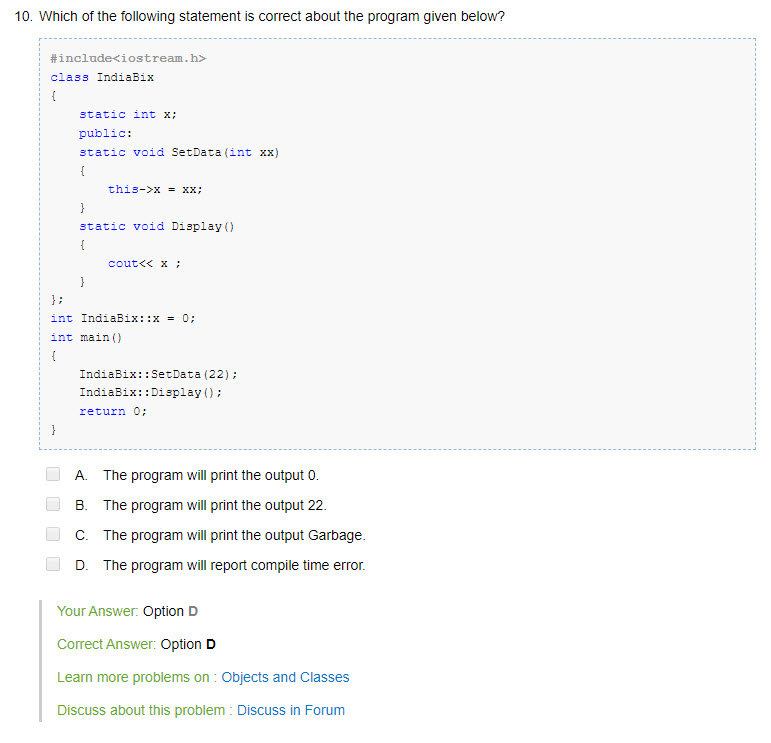 10. Which of the following statement is correct about the program given below?
#include<iostream.h>
class IndiaBix
{
    static int x;
    public:
    static void SetData(int xx)
    {
        this->x = xx;
    }
    static void Display()
    {
        cout<< x ;
    }
};
int IndiaBix::x = 0;
int main()
{
    IndiaBix::SetData(22);
    IndiaBix::Display();
    return 0;
}
A. The program will print the output 0.
B. The program will print the output 22.
C. The program will print the output Garbage.
D. The program will report compile time error.
Your Answer: Option D
Correct Answer: Option D
Learn more problems on : Objects and Classes
Discuss about this problem : Discuss in Forum